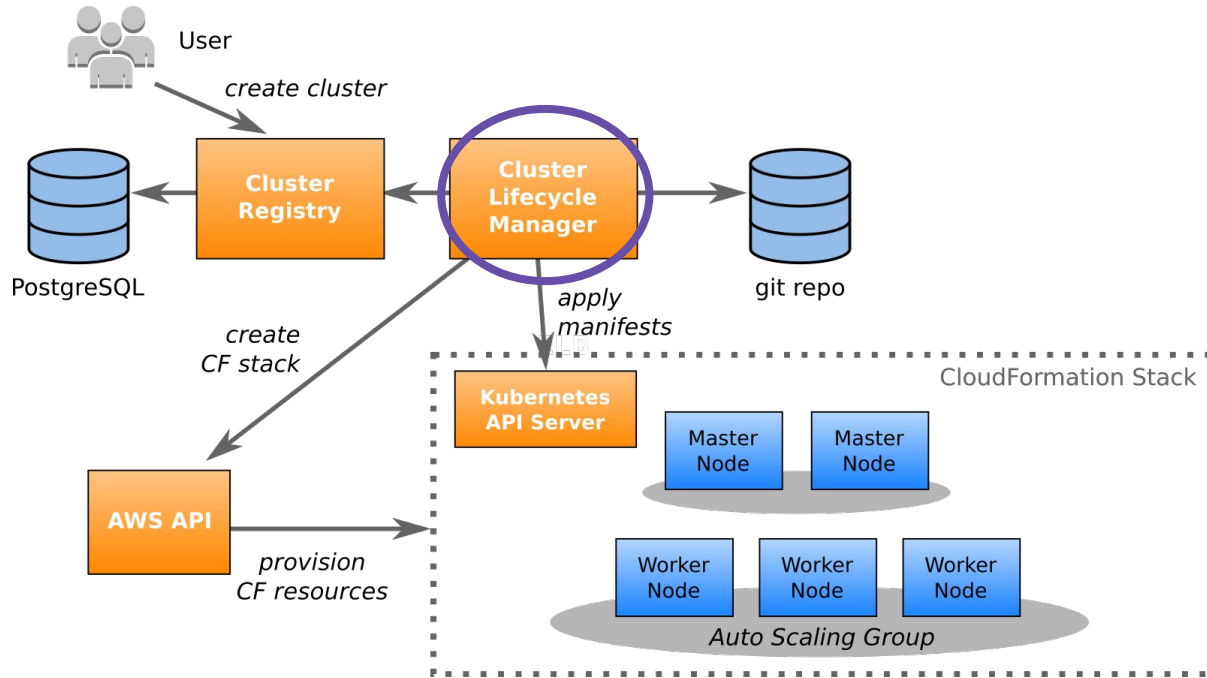 User
create cluster
Cluster
Registry
Cluster
Lifecycle
Manager
PostgreSQL
git repo
apply
manifests
create
CF stack
CloudFormation Stack
Kubernetes
API Server
Master
Node
Master
Node
AWS API
provision
CF resources
Worker
Node
Worker
Node
Worker
Node
Auto Scaling Group